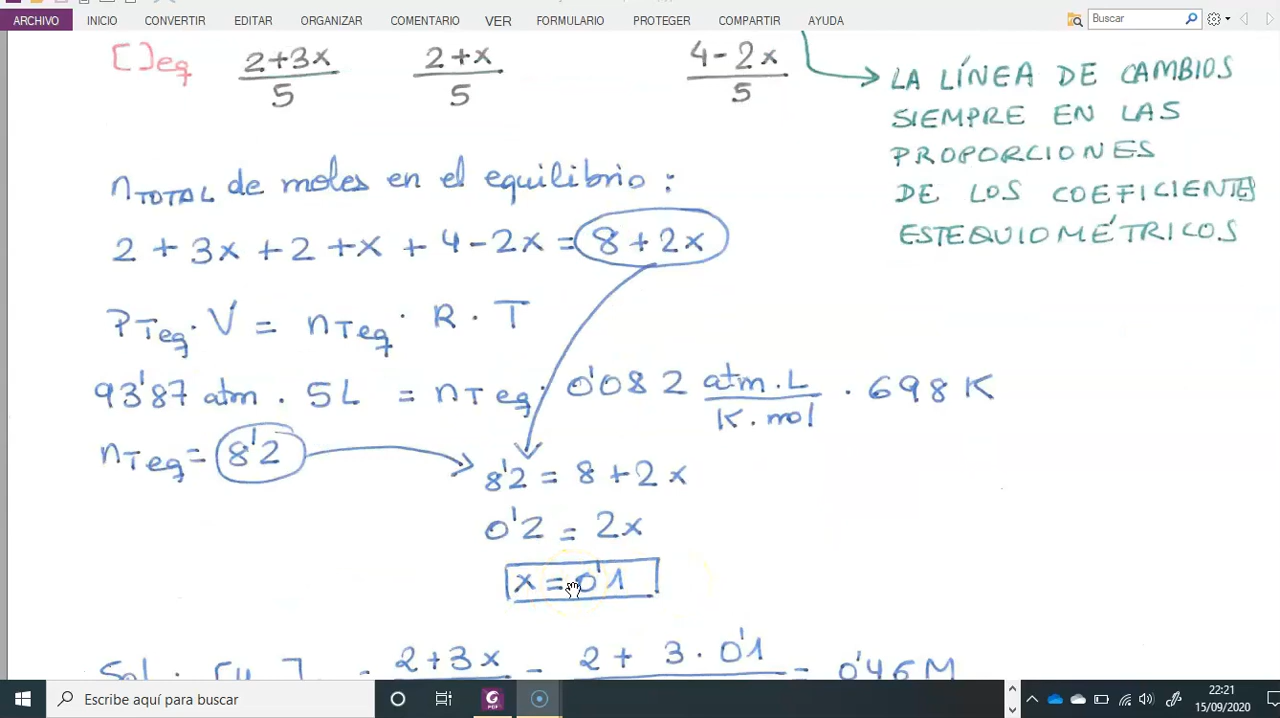 ARCHIVO INICIO CONVERTIR EDITAR ORGANIZAR COMENTARIO VER FORMULARIO PROTEGER COMPARTIR AYUDA Buscar
[ ]eq 2+3x/5 2+x/5 4-2x/5
LA LÍNEA DE CAMBIOS
SIEMPRE EN LAS
PROPORCIONES
DE LOS COEFICIENTES
ESTEQUIOMÉTRICOS
nTOTAL de moles en el equilibrio :
2 + 3x + 2 + x + 4 - 2x = 8 + 2x
PTeq · V = nTeq · R · T
93'87 atm · 5L = nTeq · 0'082 atm.L/K.mol · 698 K
nTeq = 8'2
8'2 = 8 + 2x
0'2 = 2x
x = 0'1
Sol : = 2+3x = 2 + 3 · 0'1 = 0'46 M
Escribe aquí para buscar
22:21
15/09/2020